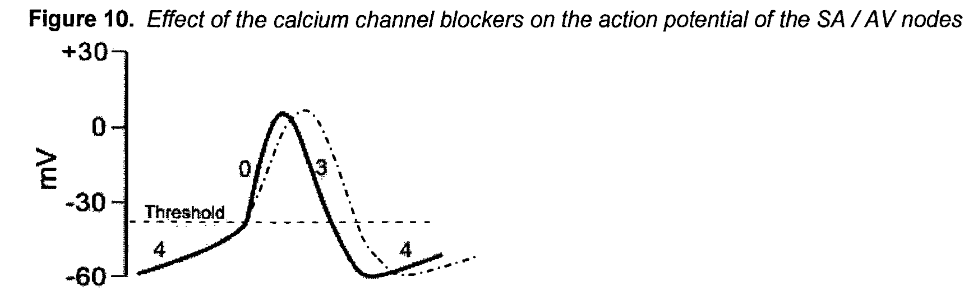 Figure 10. Effect of the calcium channel blockers on the action potential of the SA / AV nodes
+30
0
mV
-30
-60
Threshold
0
3
4
4